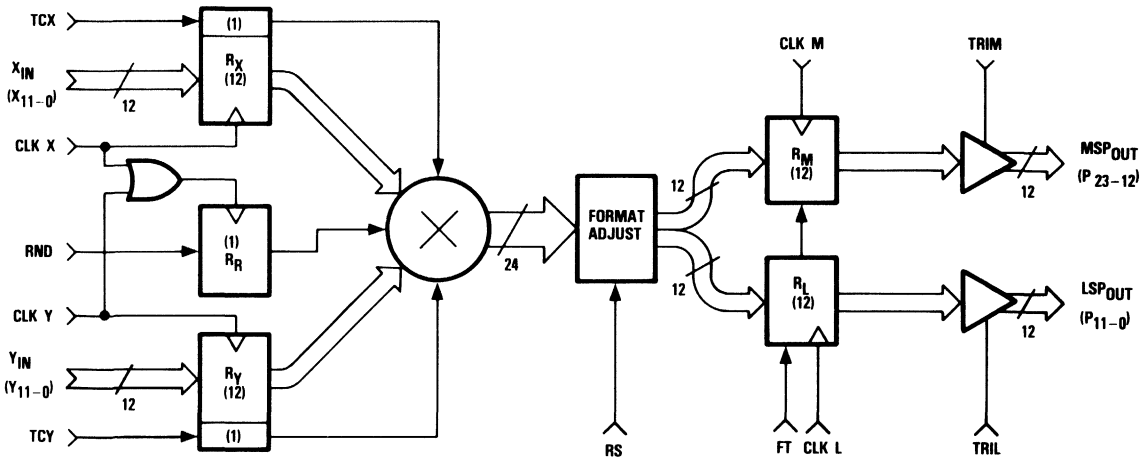 TCX
(1)
X_IN
(X_11–0)
12
R_X
(12)
CLK X
RND
(1)
R_R
CLK Y
Y_IN
(Y_11–0)
12
R_Y
(12)
TCY
(1)
24
FORMAT
ADJUST
RS
12
12
CLK M
R_M
(12)
R_L
(12)
FT
CLK L
TRIM
12
MSP_OUT
(P_23–12)
12
LSP_OUT
(P_11–0)
TRIL